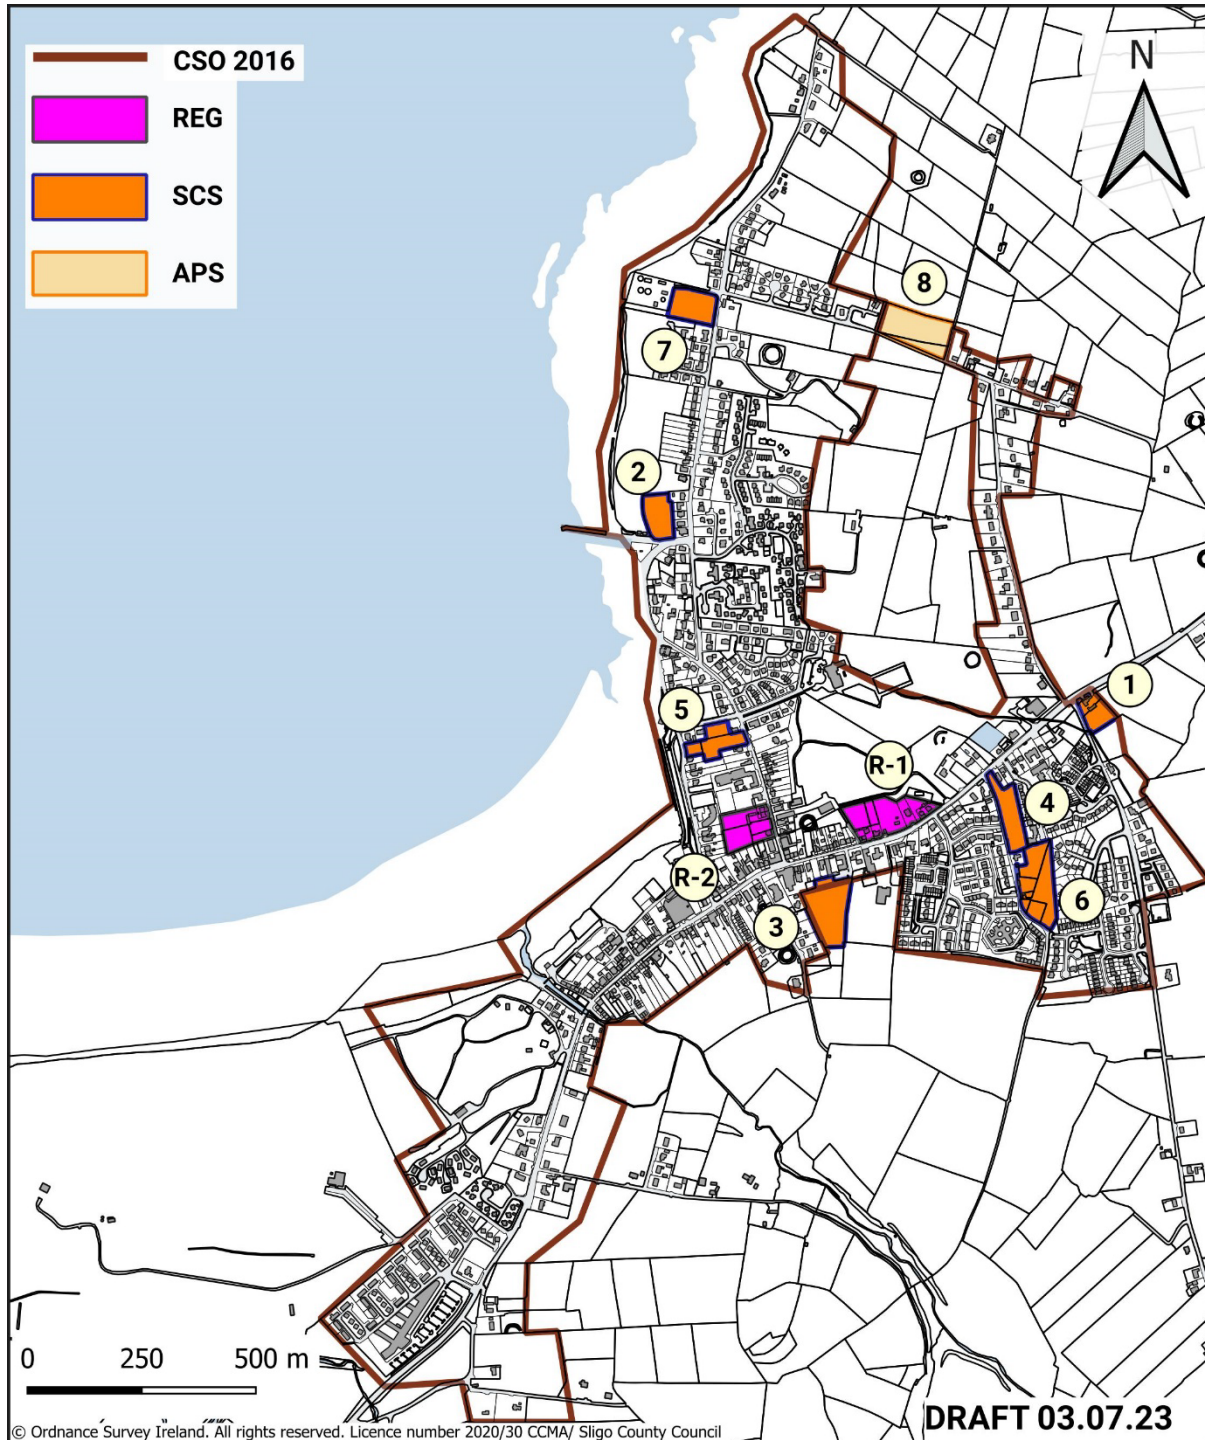 CSO 2016
REG
SCS
APS
N
8
7
2
1
5
R-1
4
R-2
6
3
0 250 500 m
DRAFT 03.07.23
© Ordnance Survey Ireland. All rights reserved. Licence number 2020/30 CCMA/ Sligo County Council